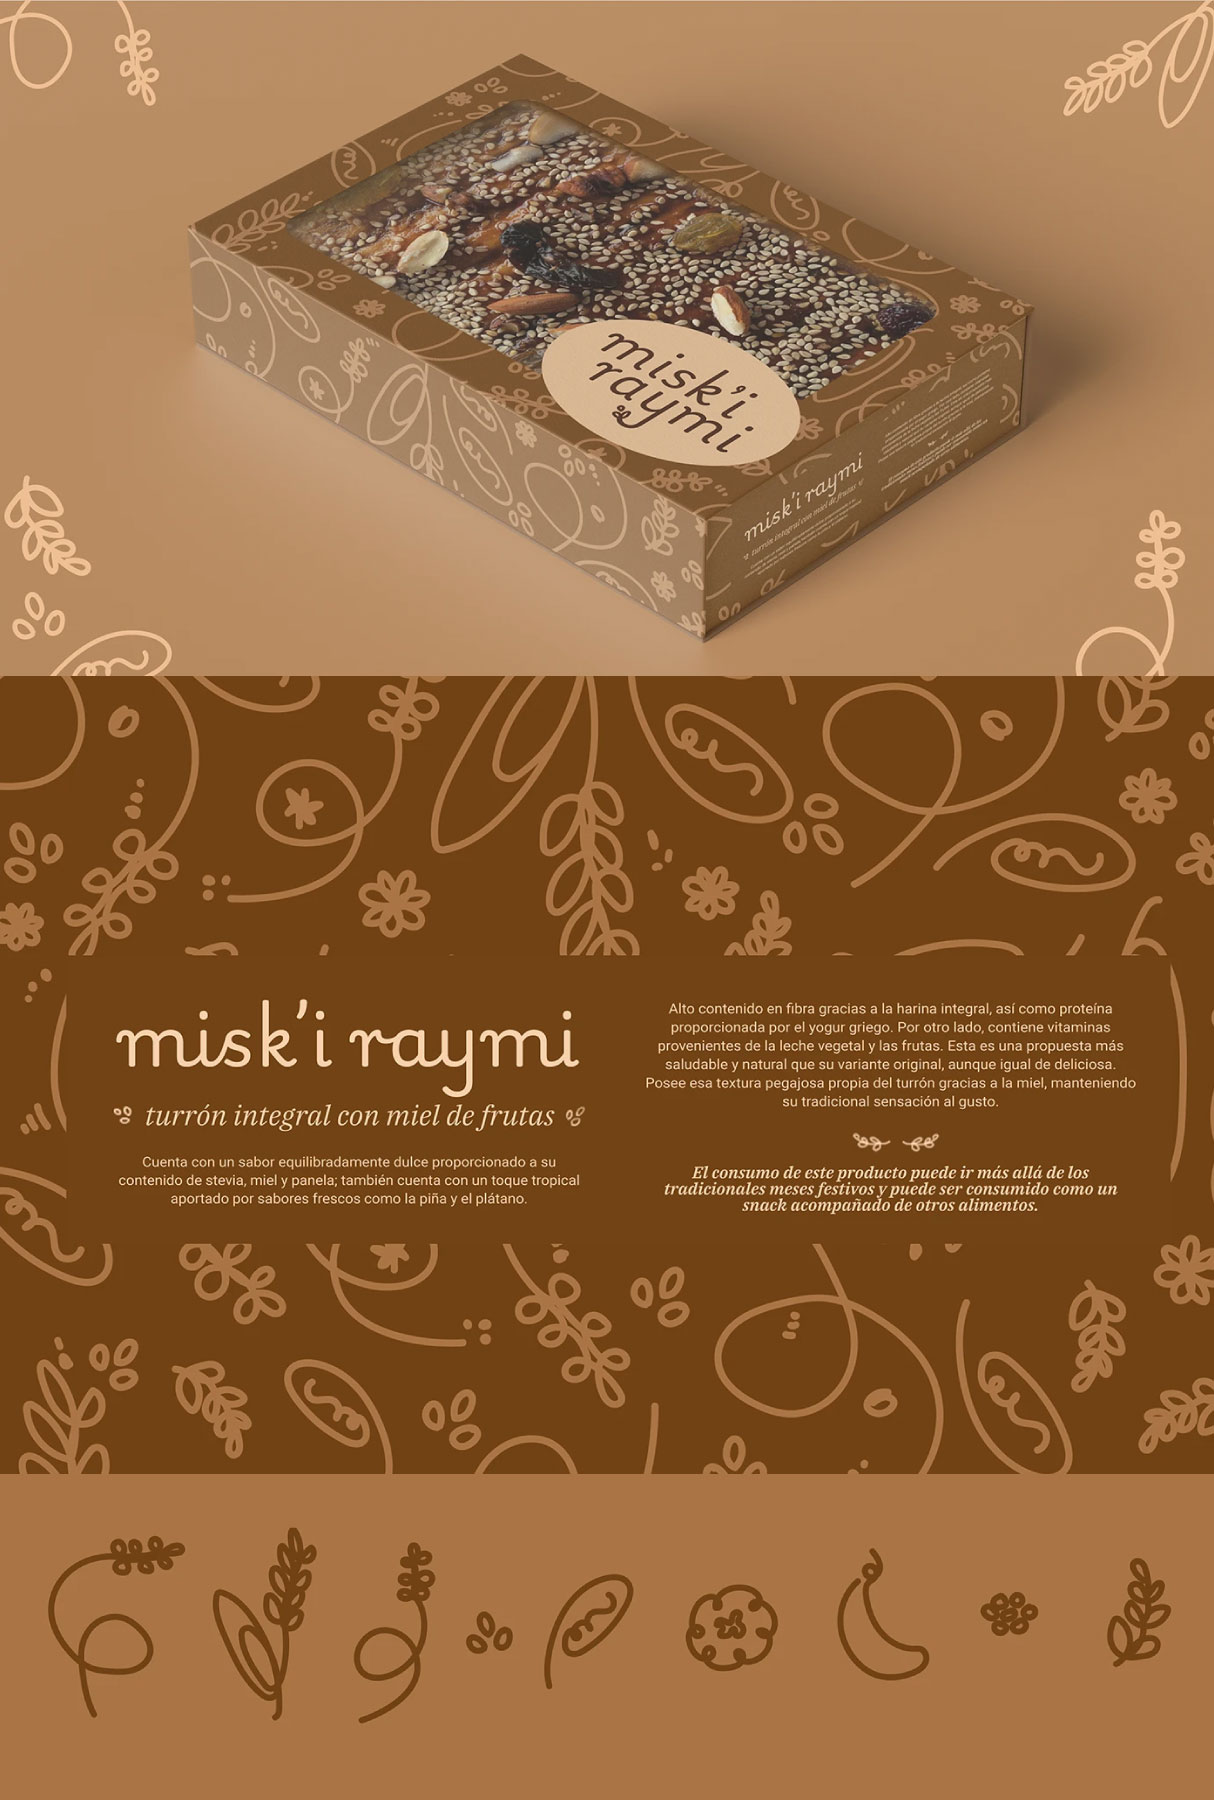 misk'i
raymi
misk'i raymi
turrón integral con miel de frutas
misk'i raymi
turrón integral con miel de frutas
Cuenta con un sabor equilibradamente dulce proporcionado a su
contenido de stevia, miel y panela; también cuenta con un toque tropical
aportado por sabores frescos como la piña y el plátano.
Alto contenido en fibra gracias a la harina integral, así como proteína
proporcionada por el yogur griego. Por otro lado, contiene vitaminas
provenientes de la leche vegetal y las frutas. Esta es una propuesta más
saludable y natural que su variante original, aunque igual de deliciosa.
Posee esa textura pegajosa propia del turrón gracias a la miel, manteniendo
su tradicional sensación al gusto.
El consumo de este producto puede ir más allá de los
tradicionales meses festivos y puede ser consumido como un
snack acompañado de otros alimentos.